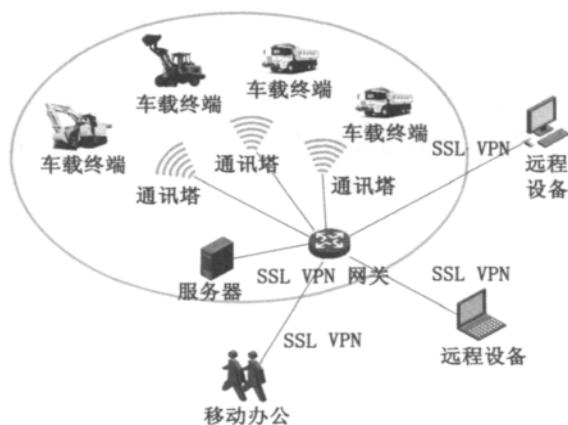 车载终端
车载终端
车载终端
车载终端
通讯塔
通讯塔
通讯塔
SSL VPN
远程
设备
服务器
SSL VPN 网关
SSL VPN
远程设备
SSL VPN
移动办公